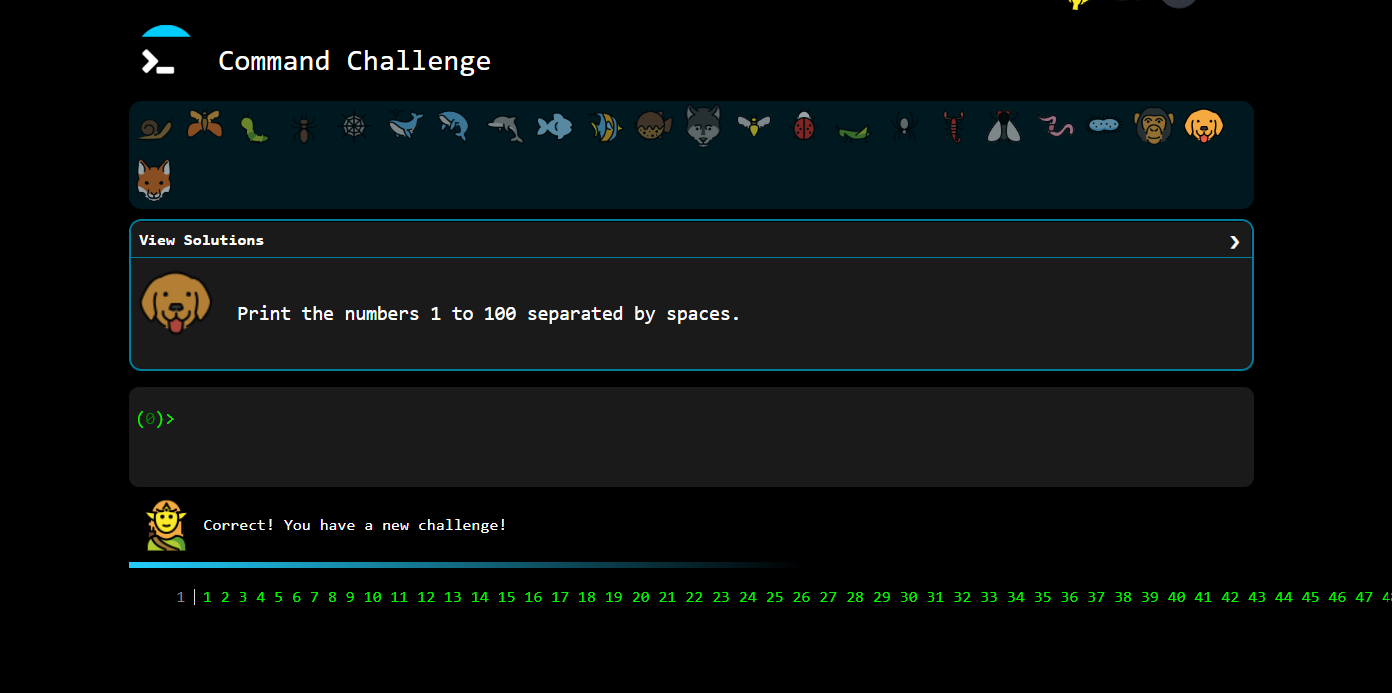 Command Challenge
View Solutions
Print the numbers 1 to 100 separated by spaces.
(0)>
Correct! You have a new challenge!
1 1 2 3 4 5 6 7 8 9 10 11 12 13 14 15 16 17 18 19 20 21 22 23 24 25 26 27 28 29 30 31 32 33 34 35 36 37 38 39 40 41 42 43 44 45 46 47